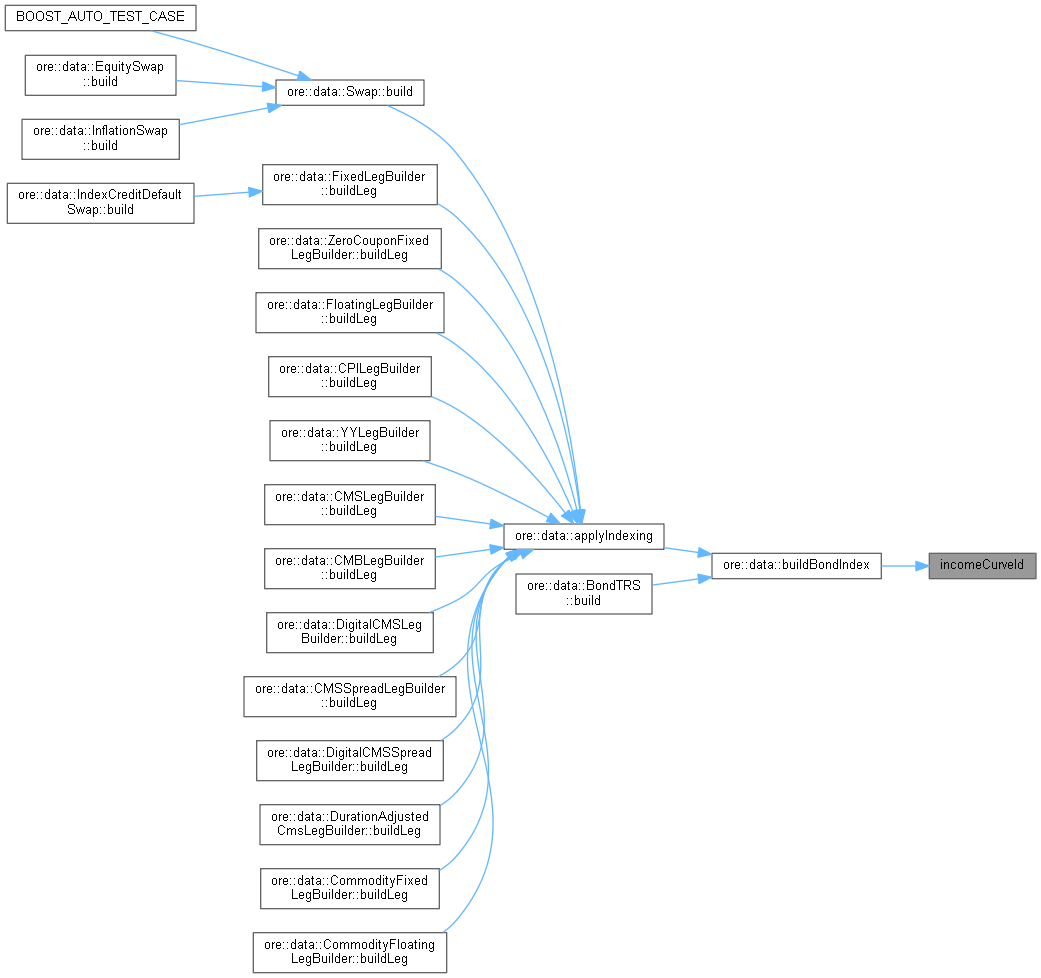 BOOST_AUTO_TEST_CASE
ore::data::EquitySwap
::build
ore::data::Swap::build
ore::data::InflationSwap
::build
ore::data::FixedLegBuilder
::buildLeg
ore::data::IndexCreditDefault
Swap::build
ore::data::ZeroCouponFixed
LegBuilder::buildLeg
ore::data::FloatingLegBuilder
::buildLeg
ore::data::CPILegBuilder
::buildLeg
ore::data::YYLegBuilder
::buildLeg
ore::data::CMSLegBuilder
::buildLeg
ore::data::applyIndexing
ore::data::CMBLegBuilder
::buildLeg
ore::data::buildBondIndex
incomeCurveId
ore::data::BondTRS
::build
ore::data::DigitalCMSLeg
Builder::buildLeg
ore::data::CMSSpreadLegBuilder
::buildLeg
ore::data::DigitalCMSSpread
LegBuilder::buildLeg
ore::data::DurationAdjusted
CmsLegBuilder::buildLeg
ore::data::CommodityFixed
LegBuilder::buildLeg
ore::data::CommodityFloating
LegBuilder::buildLeg